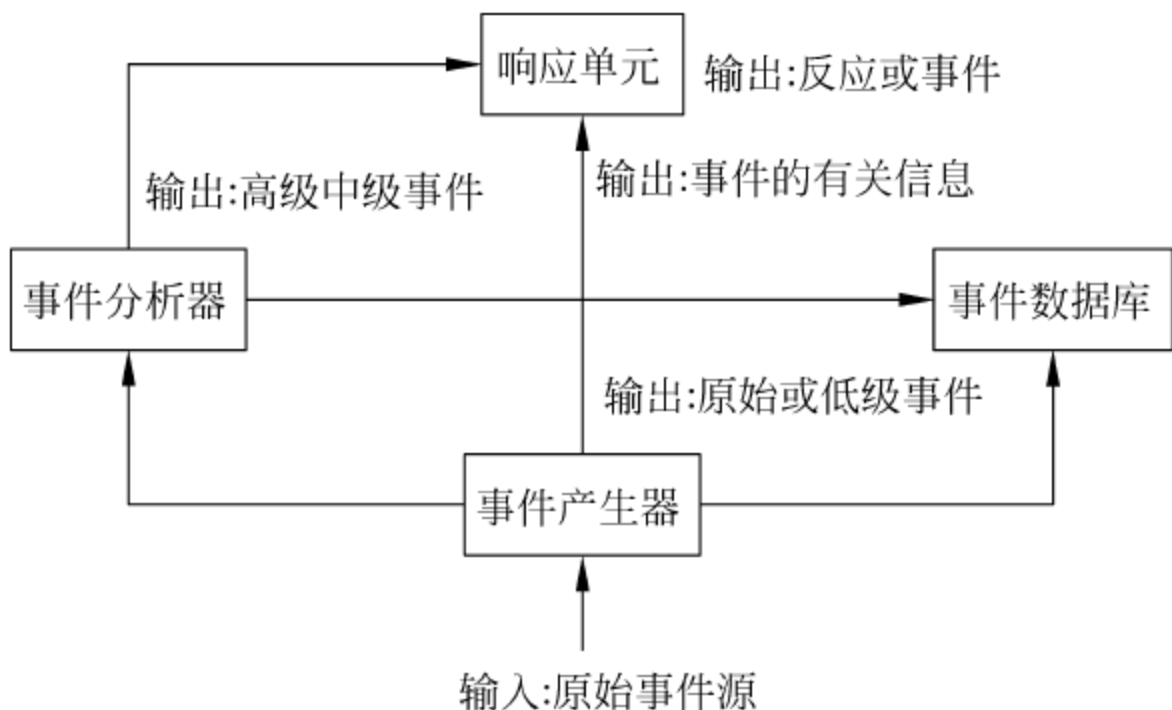 响应单元
输出:反应或事件
输出:高级中级事件
输出:事件的有关信息
事件分析器
事件数据库
输出:原始或低级事件
事件产生器
输入:原始事件源